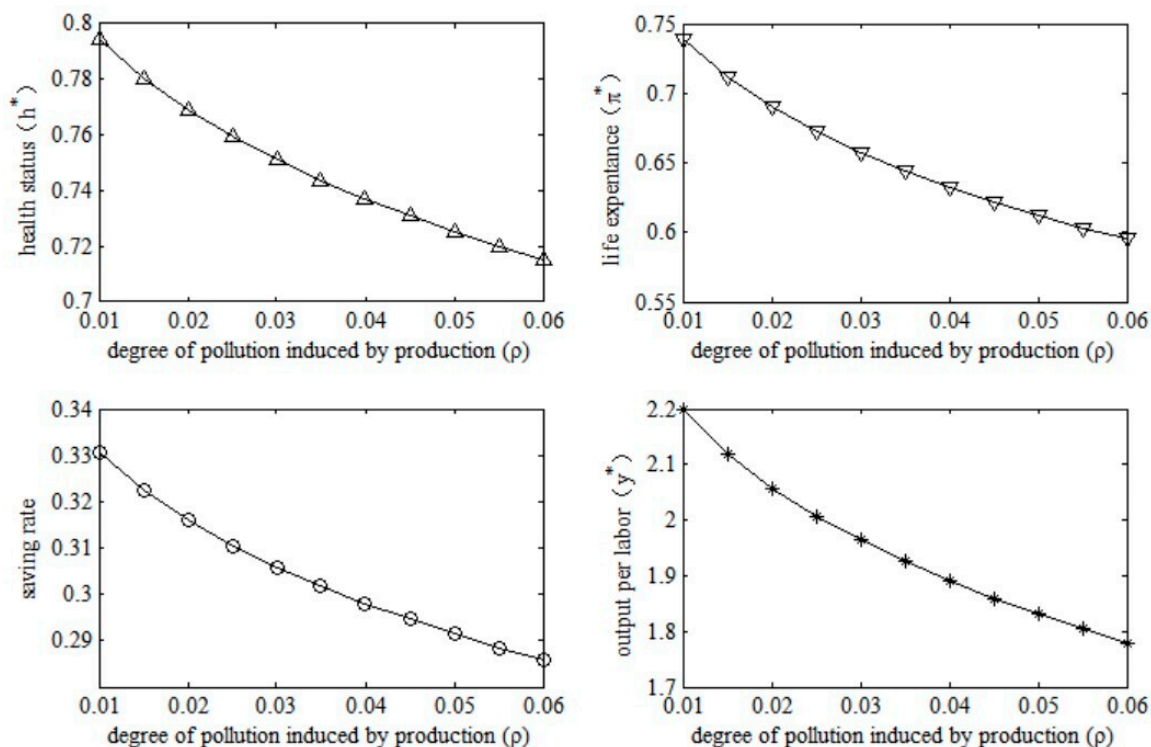 0.8
0.78
0.76
0.74
0.72
0.7
health status (h*)
0.01 0.02 0.03 0.04 0.05 0.06
degree of pollution induced by production (ρ)
0.75
0.7
0.65
0.6
0.55
life expentance (π*)
0.01 0.02 0.03 0.04 0.05 0.06
degree of pollution induced by production (ρ)
0.34
0.33
0.32
0.31
0.3
0.29
saving rate
0.01 0.02 0.03 0.04 0.05 0.06
degree of pollution induced by production (ρ)
2.2
2.1
2
1.9
1.8
1.7
output per labor (y*)
0.01 0.02 0.03 0.04 0.05 0.06
degree of pollution induced by production (ρ)